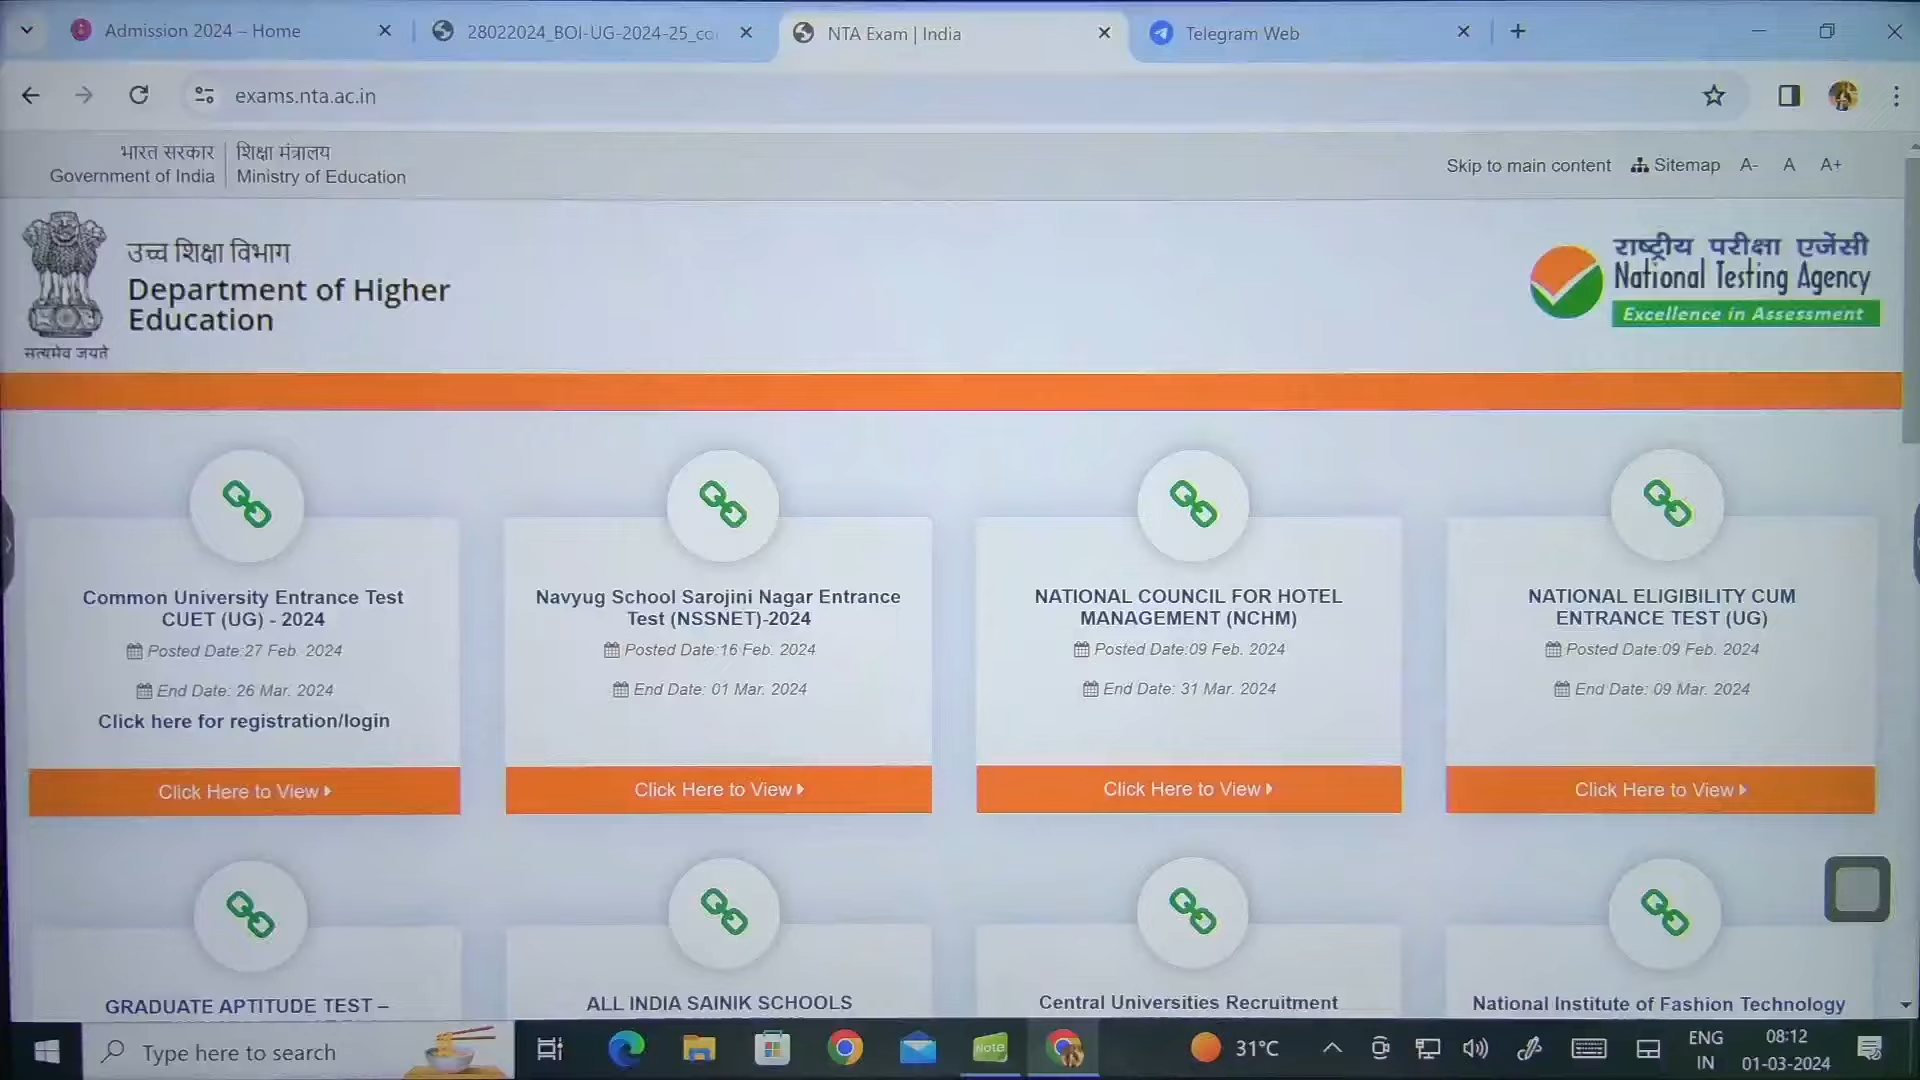 Admission 2024 – Home
28022024_BOI-UG-2024-25_co
NTA Exam | India
Telegram Web
exams.nta.ac.in
भारत सरकार
Government of India
शिक्षा मंत्रालय
Ministry of Education
Skip to main content
Sitemap
A-
A
A+
सत्यमेव जयते
उच्च शिक्षा विभाग
Department of Higher
Education
राष्ट्रीय परीक्षा एजेंसी
National Testing Agency
Excellence in Assessment
Common University Entrance Test
CUET (UG) - 2024
Posted Date:27 Feb. 2024
End Date: 26 Mar. 2024
Click here for registration/login
Click Here to View
Navyug School Sarojini Nagar Entrance
Test (NSSNET)-2024
Posted Date:16 Feb. 2024
End Date: 01 Mar. 2024
Click Here to View
NATIONAL COUNCIL FOR HOTEL
MANAGEMENT (NCHM)
Posted Date:09 Feb. 2024
End Date: 31 Mar. 2024
Click Here to View
NATIONAL ELIGIBILITY CUM
ENTRANCE TEST (UG)
Posted Date:09 Feb. 2024
End Date: 09 Mar. 2024
Click Here to View
GRADUATE APTITUDE TEST –
ALL INDIA SAINIK SCHOOLS
Central Universities Recruitment
National Institute of Fashion Technology
Type here to search
Note
31°C
ENG
IN
08:12
01-03-2024